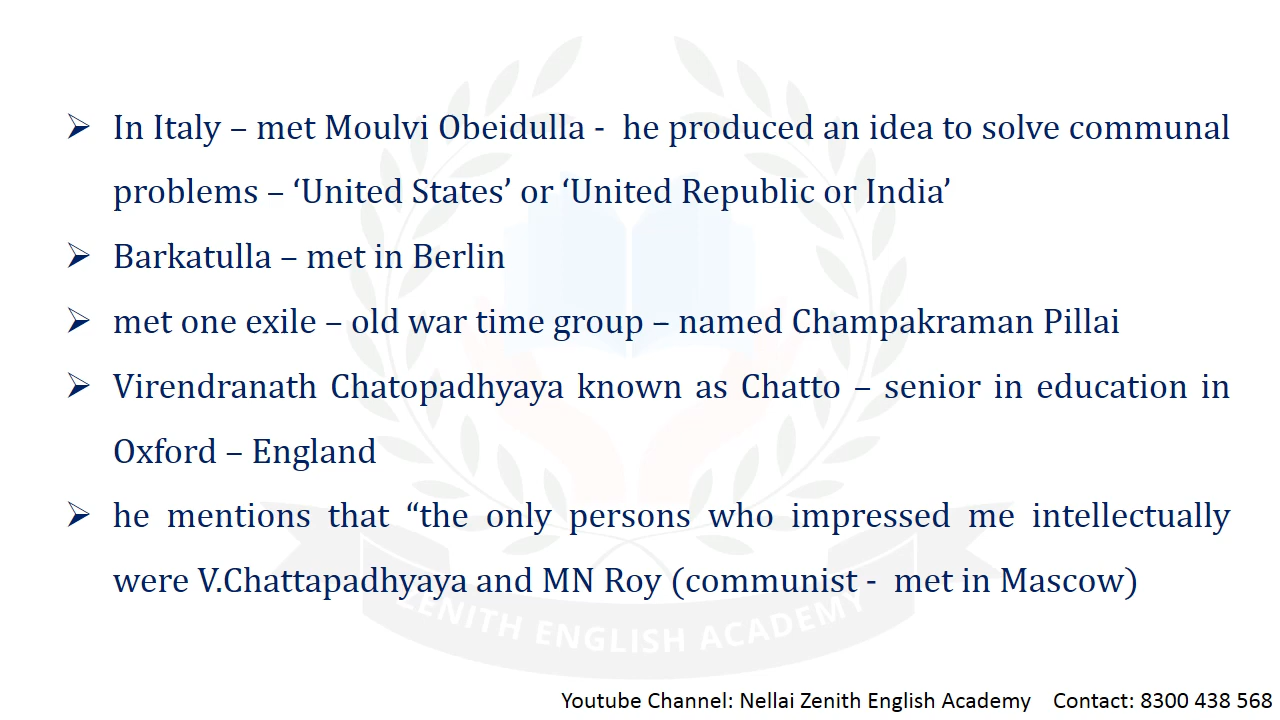 ➢ In Italy – met Moulvi Obeidulla - he produced an idea to solve communal
problems – ‘United States’ or ‘United Republic or India’
➢ Barkatulla – met in Berlin
➢ met one exile – old war time group – named Champakraman Pillai
➢ Virendranath Chatopadhyaya known as Chatto – senior in education in
Oxford – England
➢ he mentions that “the only persons who impressed me intellectually
were V.Chattapadhyaya and MN Roy (communist - met in Mascow)
ZENITH ENGLISH ACADEMY
Youtube Channel: Nellai Zenith English Academy Contact: 8300 438 568